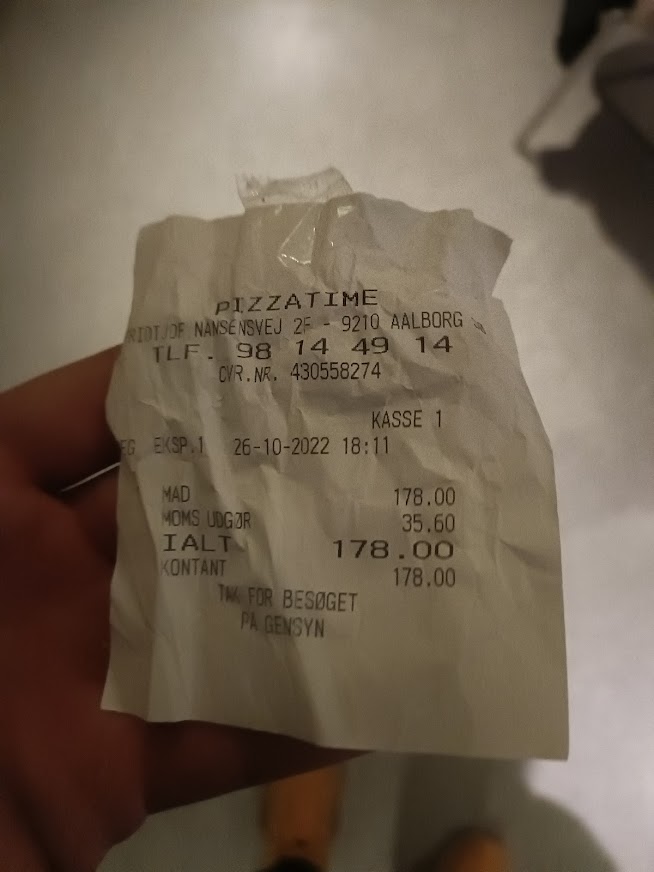 PIZZATIME
RIDTJOF NANSENSVEJ 2F - 9210 AALBORG
TLF. 98 14 49 14
CVR.NR. 430558274
KASSE 1
EKSP.1 26-10-2022 18:11
MAD 178.00
MOMS UDGØR 35.60
IALT 178.00
KONTANT 178.00
TAK FOR BESØGET
PÅ GENSYN